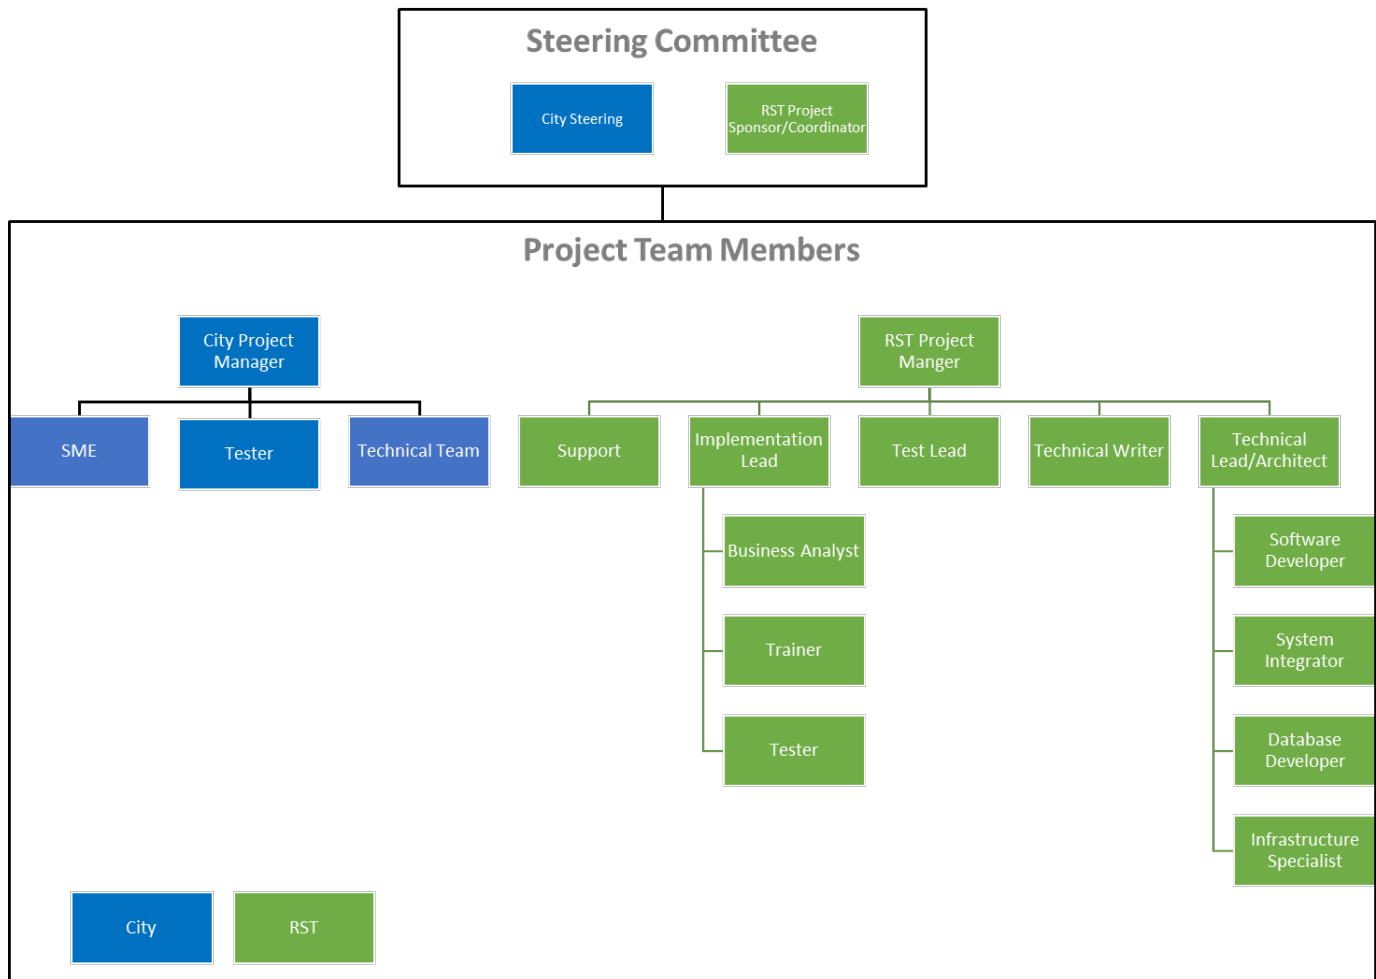 Steering Committee
City Steering
RST Project
Sponsor/Coordinator
Project Team Members
City Project
Manager
RST Project
Manger
SME
Tester
Technical Team
Support
Implementation
Lead
Test Lead
Technical Writer
Technical
Lead/Architect
Business Analyst
Trainer
Tester
Software
Developer
System
Integrator
Database
Developer
Infrastructure
Specialist
City
RST